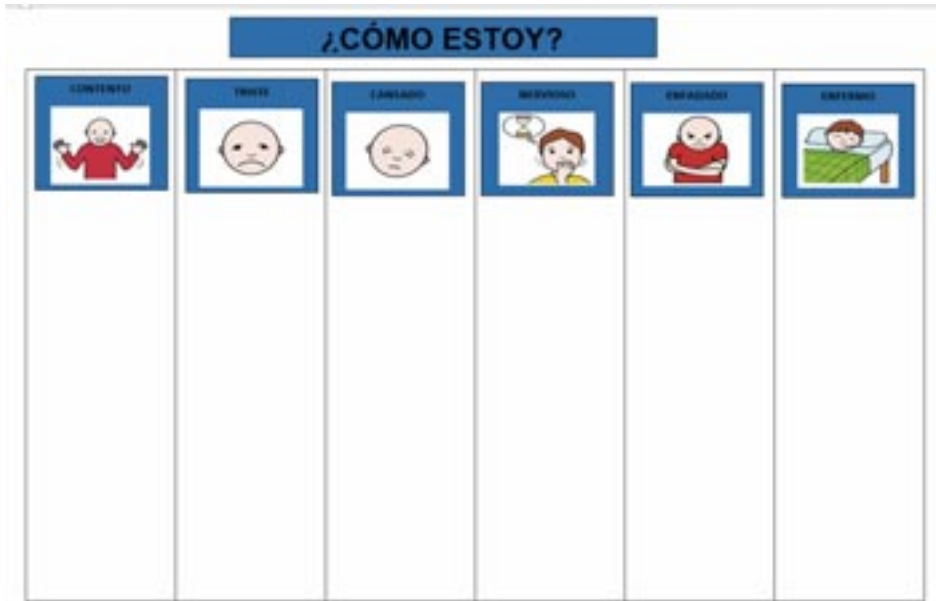 ¿CÓMO ESTOY?
CONTENTO
TRISTE
CANSADO
NERVIOSO
ENFADADO
ENFERMO